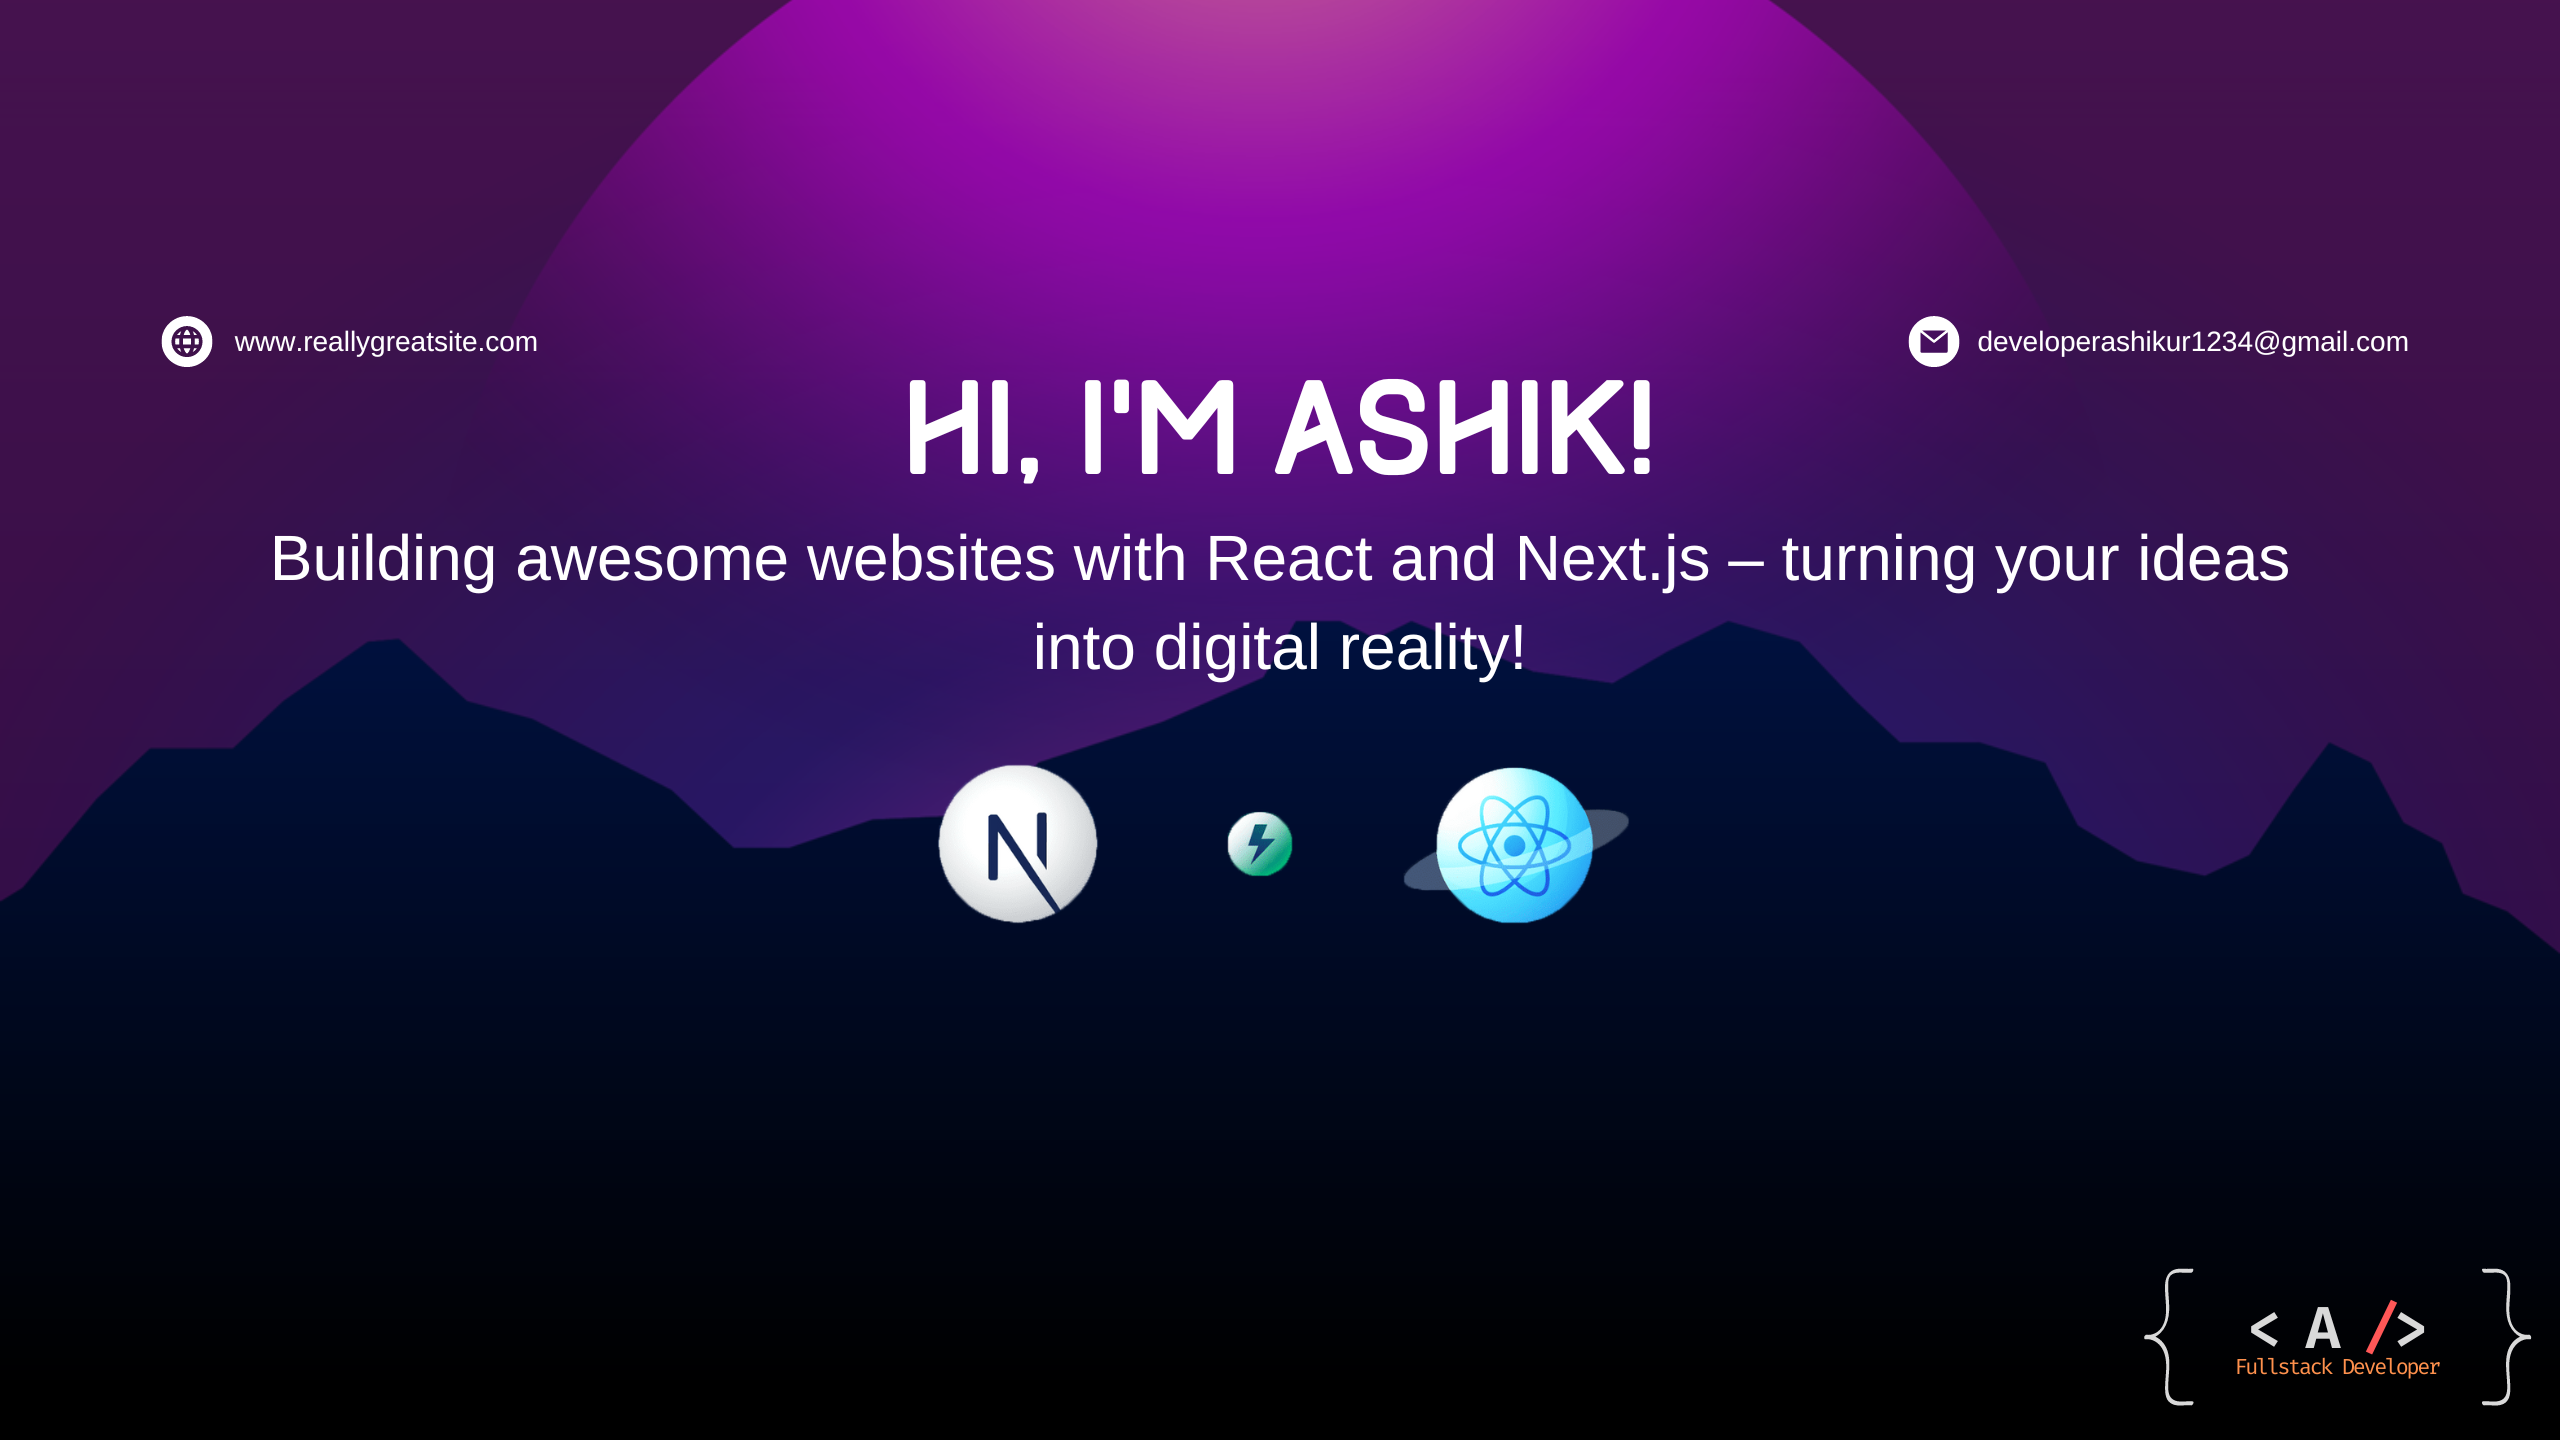 www.reallygreatsite.com
developerashikur1234@gmail.com
HI, I'M ASHIK!
Building awesome websites with React and Next.js – turning your ideas
into digital reality!
N
{ < A /> }
Fullstack Developer